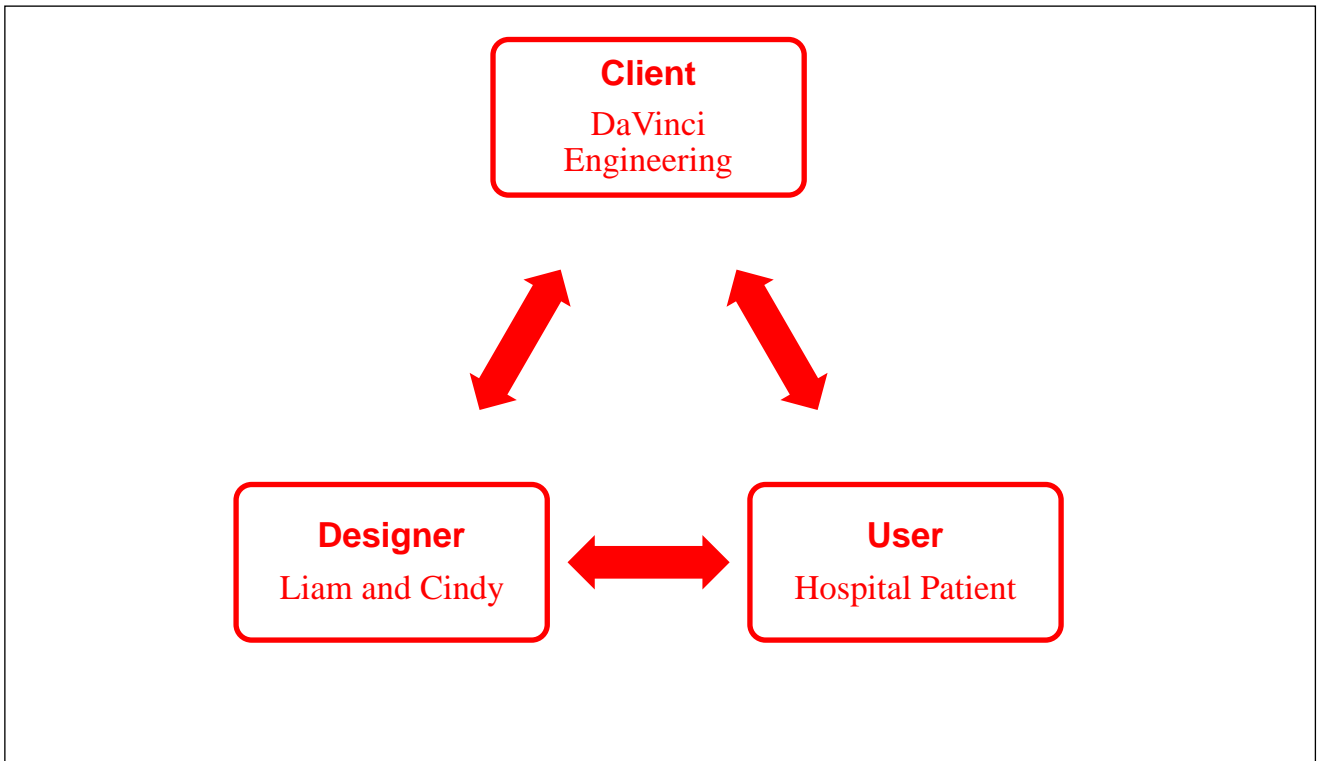 Client
DaVinci
Engineering
Designer
Liam and Cindy
User
Hospital Patient